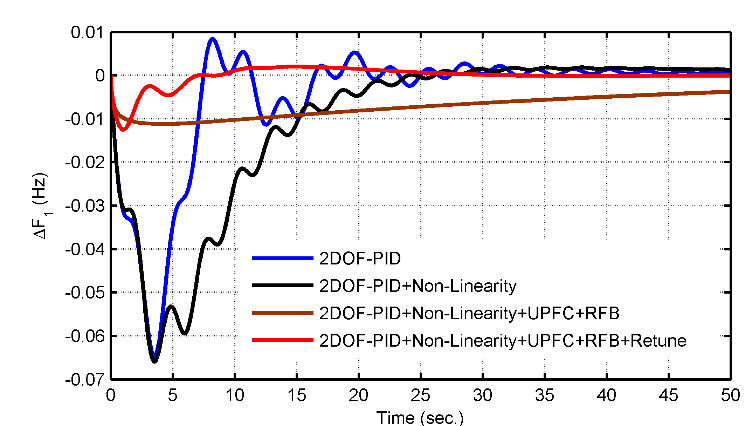 0.01
0
-0.01
-0.02
-0.03
-0.04
-0.05
-0.06
-0.07
ΔF1 (Hz)
2DOF-PID
2DOF-PID+Non-Linearity
2DOF-PID+Non-Linearity+UPFC+RFB
2DOF-PID+Non-Linearity+UPFC+RFB+Retune
0 5 10 15 20 25 30 35 40 45 50
Time (sec.)